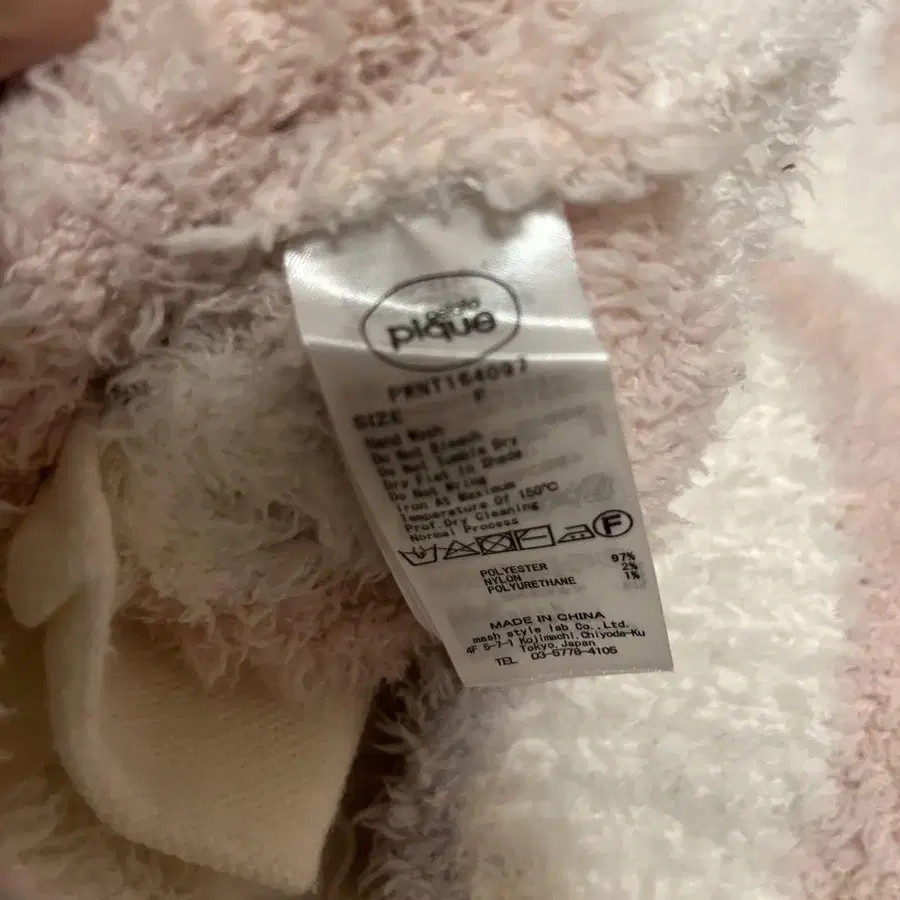 gelato
pique
PWNT164097
SIZE F
Hand Wash
Do Not Bleach
Do Not Tumble Dry
Dry Flat in Shade
Do Not Wring
Iron At Maximum
Temperature Of 150℃
Prof.Dry Cleaning
Normal Process
F
POLYESTER 97%
NYLON 2%
POLYURETHANE 1%
MADE IN CHINA
mash style lab Co.,Ltd.
4F 5-7-1 Kojimachi,Chiyoda-Ku
Tokyo,Japan
TEL 03-5778-4105